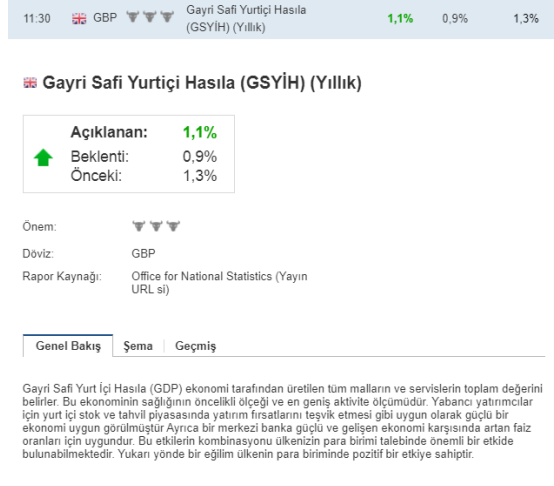 11:30 GBP Gayri Safi Yurtiçi Hasıla (GSYİH) (Yıllık) 1,1% 0,9% 1,3%
Gayri Safi Yurtiçi Hasıla (GSYİH) (Yıllık)
Açıklanan: 1,1%
Beklenti: 0,9%
Önceki: 1,3%
Önem:
Döviz: GBP
Rapor Kaynağı: Office for National Statistics (Yayın
URL si)
Genel Bakış Şema Geçmiş
Gayri Safi Yurt İçi Hasıla (GDP) ekonomi tarafından üretilen tüm malların ve servislerin toplam değerini
belirler. Bu ekonominin sağlığının öncelikli ölçeği ve en geniş aktivite ölçümüdür. Yabancı yatırımcılar
için yurt içi stok ve tahvil piyasasında yatırım fırsatlarını teşvik etmesi gibi uygun olarak güçlü bir
ekonomi uygun görülmüştür Ayrıca bir merkezi banka güçlü ve gelişen ekonomi karşısında artan faiz
oranları için uygundur. Bu etkilerin kombinasyonu ülkenizin para birimi talebinde önemli bir etkide
bulunabilmektedir. Yukarı yönde bir eğilim ülkenin para biriminde pozitif bir etkiye sahiptir.